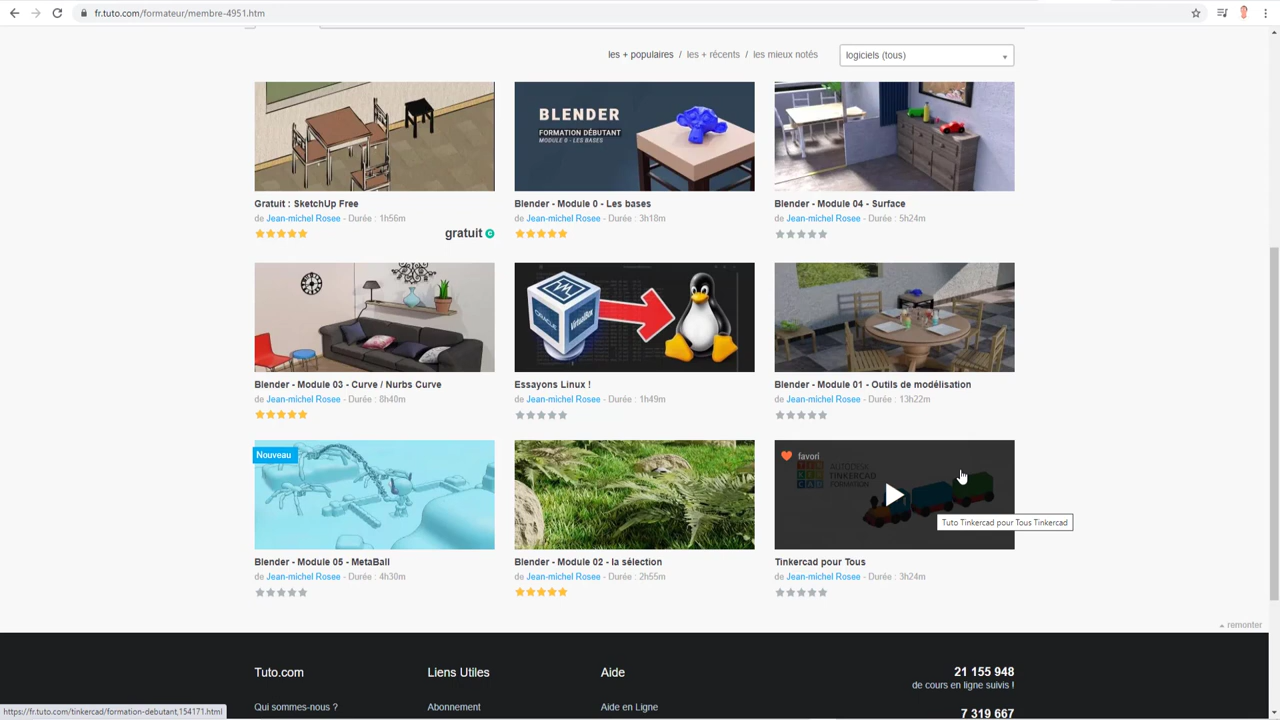 fr.tuto.com/formateur/membre-4951.htm
les + populaires / les + récents / les mieux notés
logiciels (tous)
BLENDER
FORMATION DÉBUTANT
MODULE 0 - LES BASES
Gratuit : SketchUp Free
de Jean-michel Rosee - Durée : 1h56m
gratuit
Blender - Module 0 - Les bases
de Jean-michel Rosee - Durée : 3h18m
Blender - Module 04 - Surface
de Jean-michel Rosee - Durée : 5h24m
ORACLE
VirtualBox
Blender - Module 03 - Curve / Nurbs Curve
de Jean-michel Rosee - Durée : 8h40m
Essayons Linux !
de Jean-michel Rosee - Durée : 1h49m
Blender - Module 01 - Outils de modélisation
de Jean-michel Rosee - Durée : 13h22m
Nouveau
favori
TIN
KER
CAD
AUTODESK
TINKERCAD
FORMATION
Tuto Tinkercad pour Tous Tinkercad
Blender - Module 05 - MetaBall
de Jean-michel Rosee - Durée : 4h30m
Blender - Module 02 - la sélection
de Jean-michel Rosee - Durée : 2h55m
Tinkercad pour Tous
de Jean-michel Rosee - Durée : 3h24m
remonter
Tuto.com
Liens Utiles
Aide
21 155 948
de cours en ligne suivis !
Qui sommes-nous ?
Abonnement
Aide en Ligne
7 319 667
https://fr.tuto.com/tinkercad/formation-debutant,154171.html